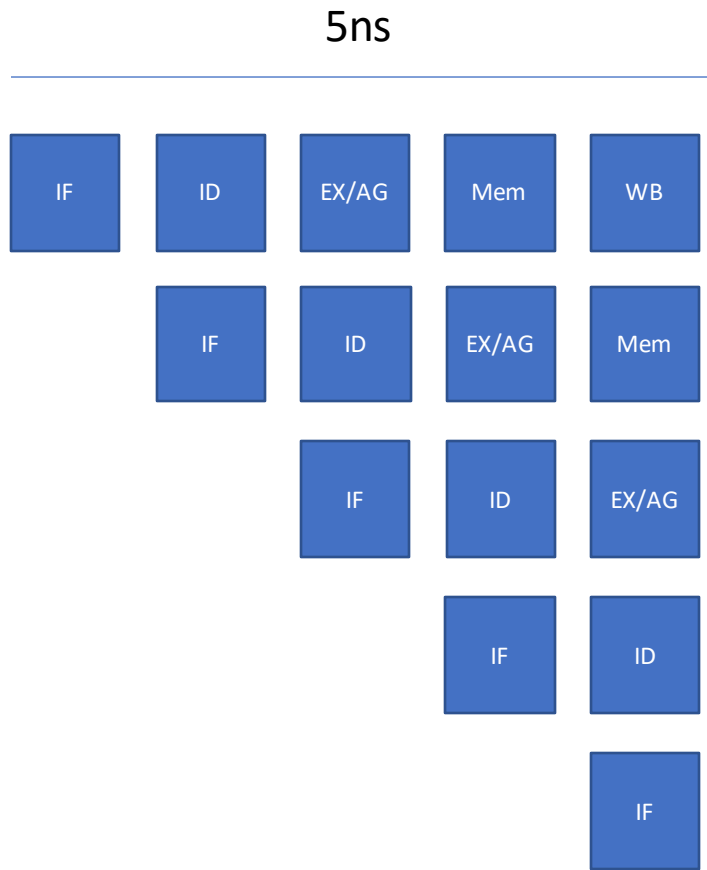 5ns
IF ID EX/AG Mem WB
IF ID EX/AG Mem
IF ID EX/AG
IF ID
IF